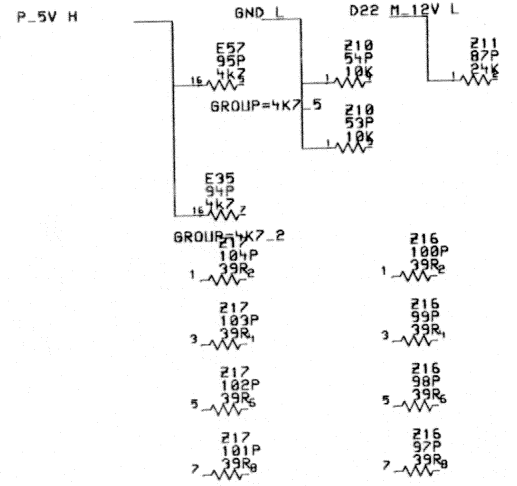 P_5V H
GND L
D22 M_12V L
E57
95P
4k7
16 5
GROUP=4K7_5
Z10
54P
10K
1 4
Z10
53P
10K
1 3
Z11
87P
24K
1 2
E35
94P
4k7
16 7
GROUP=4K7_2
Z17
104P
39R
1 2
Z16
100P
39R
1 2
Z17
103P
39R
3 4
Z16
99P
39R
3 4
Z17
102P
39R
5 6
Z16
98P
39R
5 6
Z17
101P
39R
7 8
Z16
97P
39R
7 8